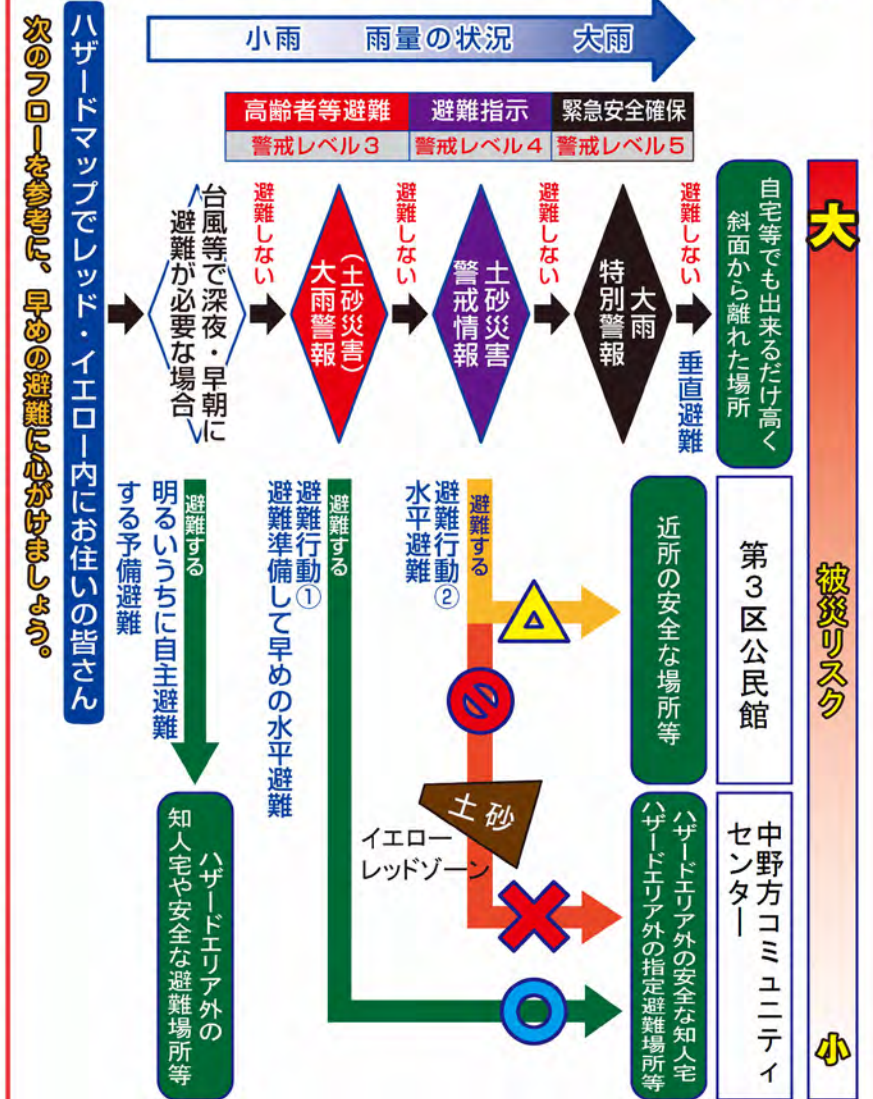 ハザードマップでレッド・イエロー内にお住いの皆さん
次のフローを参考に、早めの避難に心がけましょう。
小雨 雨量の状況 大雨
高齢者等避難 避難指示 緊急安全確保
警戒レベル3 警戒レベル4 警戒レベル5
台風等で深夜・早朝に
避難が必要な場合
避難しない
(土砂災害)
大雨警報
避難しない
土砂災害
警戒情報
避難しない
大雨
特別警報
避難しない
垂直避難
自宅等でも出来るだけ高く
斜面から離れた場所
避難する
明るいうちに自主避難
する予備避難
ハザードエリア外の
知人宅や安全な避難場所等
避難する
避難行動①
避難準備して早めの水平避難
避難する
避難行動②
水平避難
土砂
イエロー
レッドゾーン
近所の安全な場所等
第3区公民館
ハザードエリア外の安全な知人宅
ハザードエリア外の指定避難場所等
中野方コミュニティ
センター
大
被災リスク
小